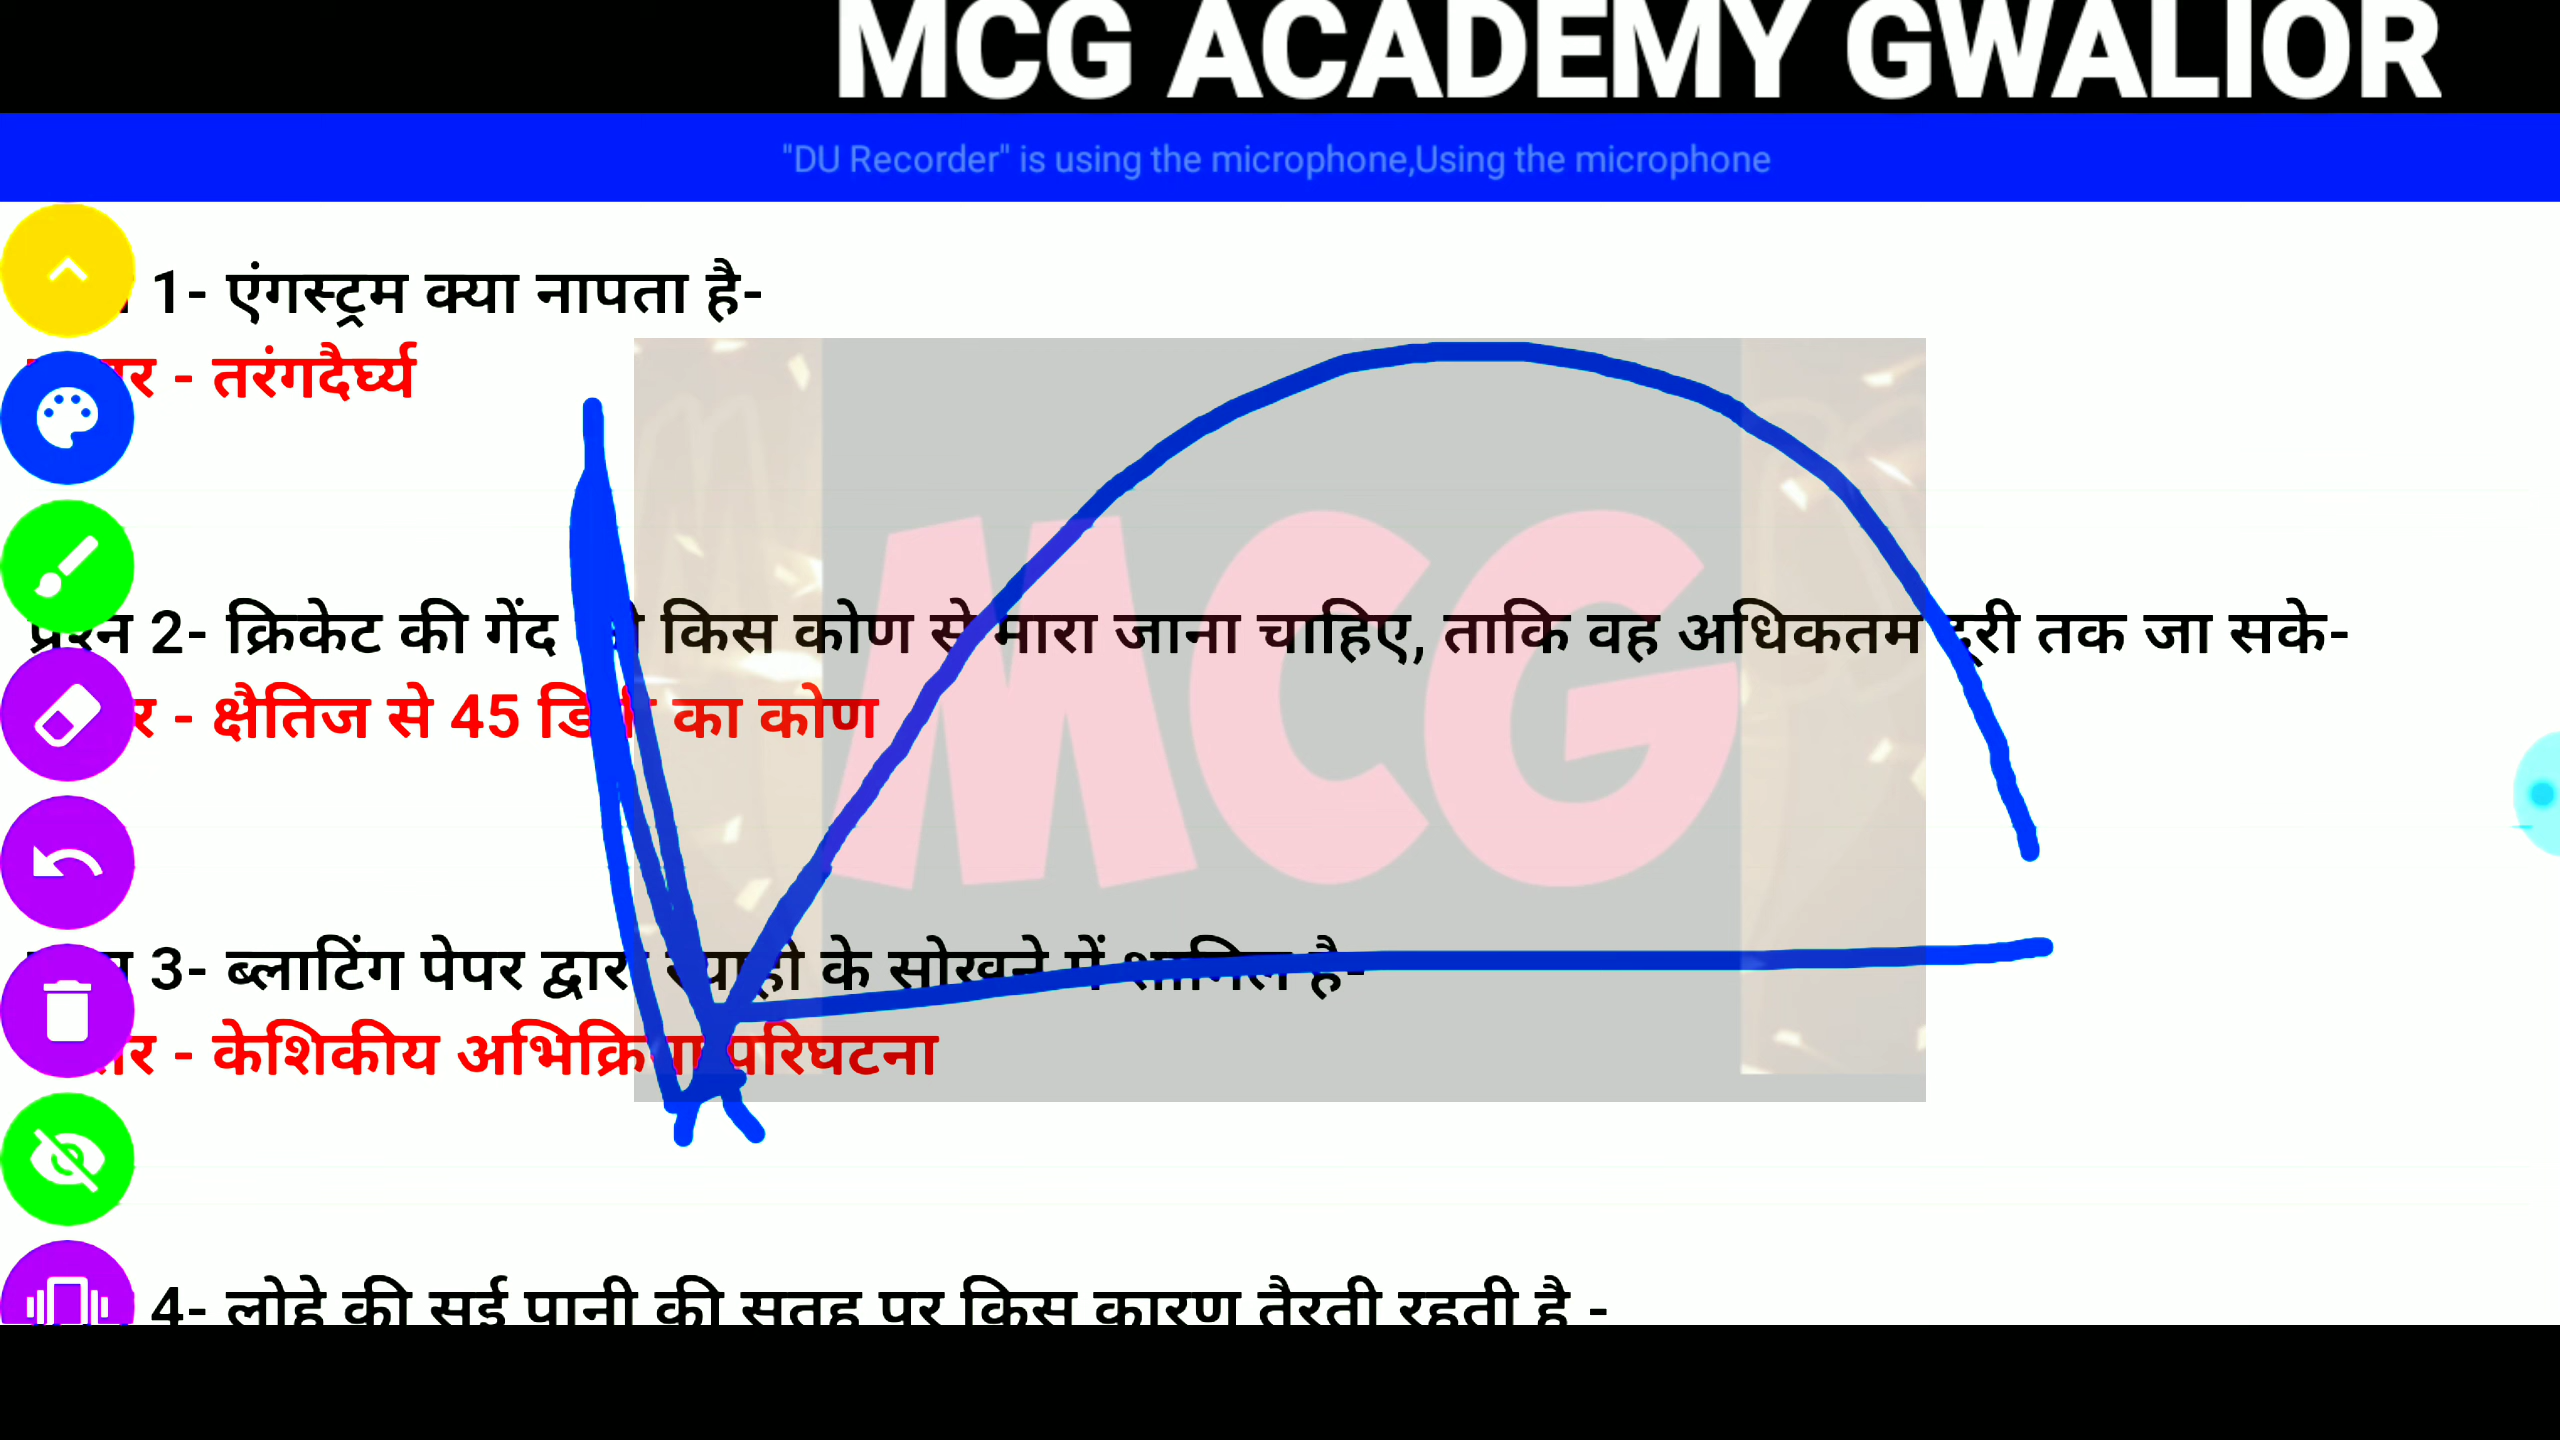 MCG ACADEMY GWALIOR
"DU Recorder" is using the microphone,Using the microphone
1- एंगस्ट्रम क्या नापता है-
- तरंगदैर्घ्य
MCG
प्रश्न 2- क्रिकेट की गेंद किस कोण से मारा जाना चाहिए, ताकि वह अधिकतम दूरी तक जा सके-
- क्षैतिज से 45 डिग्री का कोण
3- ब्लाटिंग पेपर द्वारा स्याही के सोखने में शामिल है-
- केशिकीय अभिक्रिया परिघटना
4- लोहे की सुई पानी की सतह पर किस कारण तैरती रहती है -